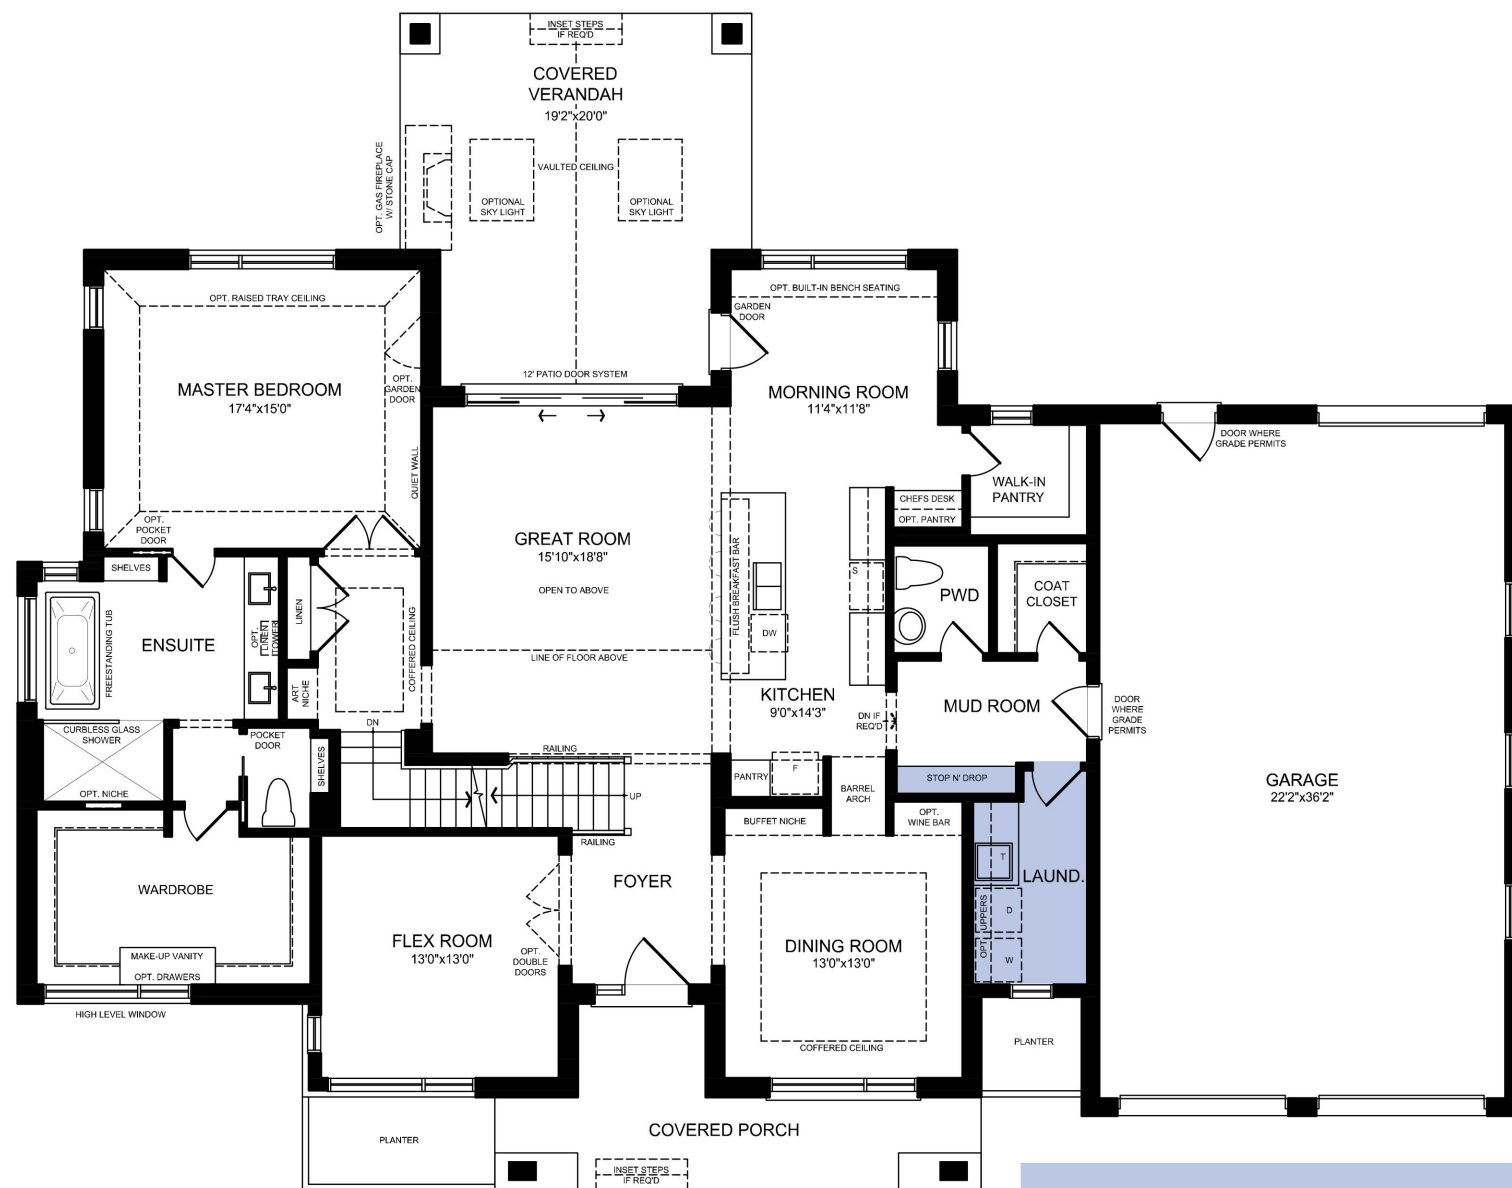 INSET STEPS
IF REQ'D
COVERED
VERANDAH
19'2"x20'0"
OPT. GAS FIREPLACE
W/ STONE CAP
VAULTED CEILING
OPTIONAL
SKY LIGHT
OPTIONAL
SKY LIGHT
12' PATIO DOOR SYSTEM
OPT. RAISED TRAY CEILING
MASTER BEDROOM
17'4"x15'0"
OPT.
GARDEN
DOOR
QUIET WALL
OPT.
POCKET
DOOR
OPT. BUILT-IN BENCH SEATING
GARDEN
DOOR
MORNING ROOM
11'4"x11'8"
DOOR WHERE
GRADE PERMITS
WALK-IN
PANTRY
CHEFS DESK
OPT. PANTRY
GREAT ROOM
15'10"x18'8"
OPEN TO ABOVE
LINE OF FLOOR ABOVE
FLUSH BREAKFAST BAR
DW
S
KITCHEN
9'0"x14'3"
PWD
COAT
CLOSET
SHELVES
FREESTANDING TUB
ENSUITE
OPT.
LINEN
TOWER
LINEN
COFFERED CEILING
ART
NICHE
CURBLESS GLASS
SHOWER
OPT. NICHE
POCKET
DOOR
SHELVES
DN
RAILING
UP
RAILING
DN IF
REQ'D
MUD ROOM
DOOR
WHERE
GRADE
PERMITS
STOP N' DROP
GARAGE
22'2"x36'2"
PANTRY
F
BARREL
ARCH
BUFFET NICHE
OPT.
WINE BAR
WARDROBE
MAKE-UP VANITY
OPT. DRAWERS
HIGH LEVEL WINDOW
FLEX ROOM
13'0"x13'0"
OPT.
DOUBLE
DOORS
FOYER
DINING ROOM
13'0"x13'0"
COFFERED CEILING
T
LAUND.
OPT. UPPERS
D
W
PLANTER
PLANTER
COVERED PORCH
INSET STEPS
IF REQ'D